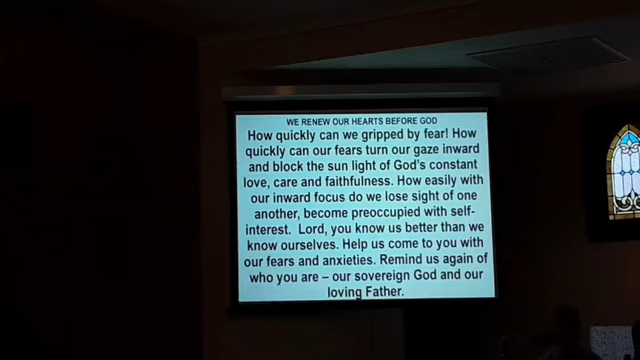 WE RENEW OUR HEARTS BEFORE GOD
How quickly can we gripped by fear! How
quickly can our fears turn our gaze inward
and block the sun light of God's constant
love, care and faithfulness. How easily with
our inward focus do we lose sight of one
another, become preoccupied with self-
interest. Lord, you know us better than we
know ourselves. Help us come to you with
our fears and anxieties. Remind us again of
who you are – our sovereign God and our
loving Father.